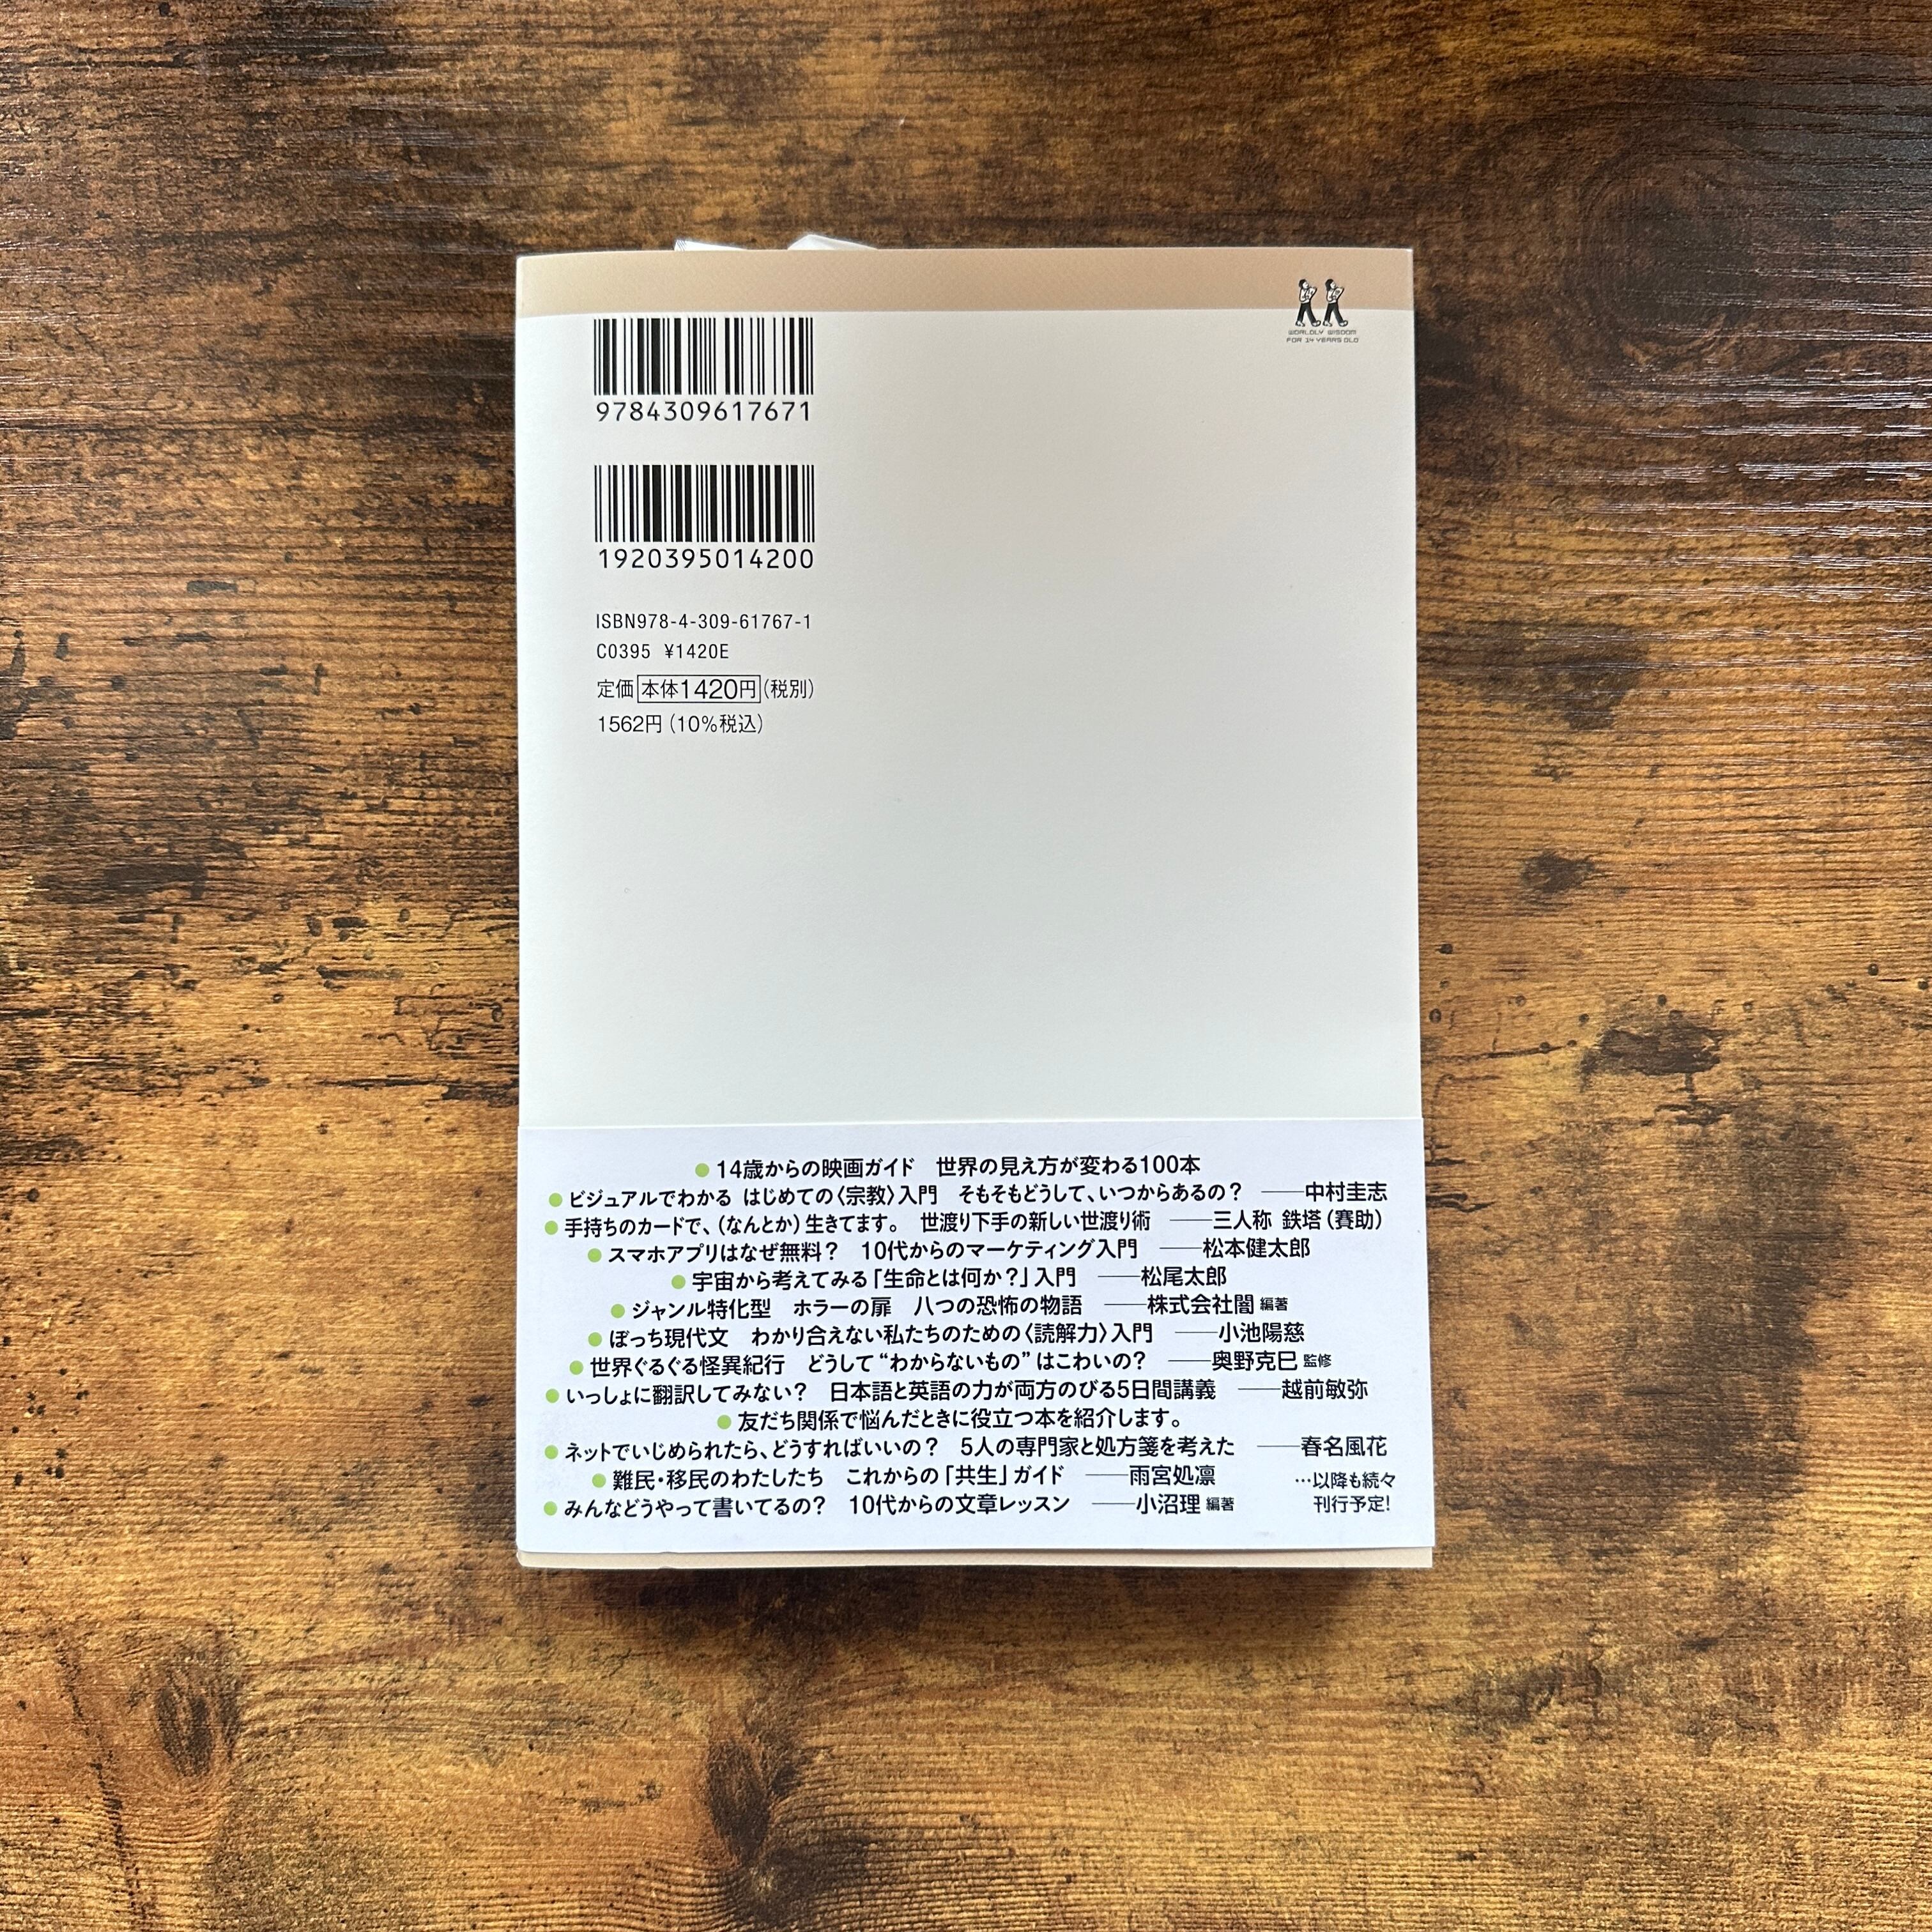 9784309617671
WORLDLY WISDOM
FOR 14 YEARS OLD
1920395014200
ISBN978-4-309-61767-1
C0395 ¥1420E
定価 本体1420円(税別)
1562円(10%税込)
● 14歳からの映画ガイド 世界の見え方が変わる100本
● ビジュアルでわかる はじめての〈宗教〉入門 そもそもどうして、いつからあるの? ──中村圭志
● 手持ちのカードで、(なんとか)生きてます。 世渡り下手の新しい世渡り術 ──三人称 鉄塔(賽助)
● スマホアプリはなぜ無料? 10代からのマーケティング入門 ──松本健太郎
● 宇宙から考えてみる「生命とは何か?」入門 ──松尾太郎
● ジャンル特化型 ホラーの扉 八つの恐怖の物語 ──株式会社闇 編著
● ぼっち現代文 わかり合えない私たちのための〈読解力〉入門 ──小池陽慈
● 世界ぐるぐる怪異紀行 どうして“わからないもの”はこわいの? ──奥野克巳 監修
● いっしょに翻訳してみない? 日本語と英語の力が両方のびる5日間講義 ──越前敏弥
● 友だち関係で悩んだときに役立つ本を紹介します。
● ネットでいじめられたら、どうすればいいの? 5人の専門家と処方箋を考えた ──春名風花
● 難民・移民のわたしたち これからの「共生」ガイド ──雨宮処凛
● みんなどうやって書いてるの? 10代からの文章レッスン ──小沼理 編著
…以降も続々
刊行予定!